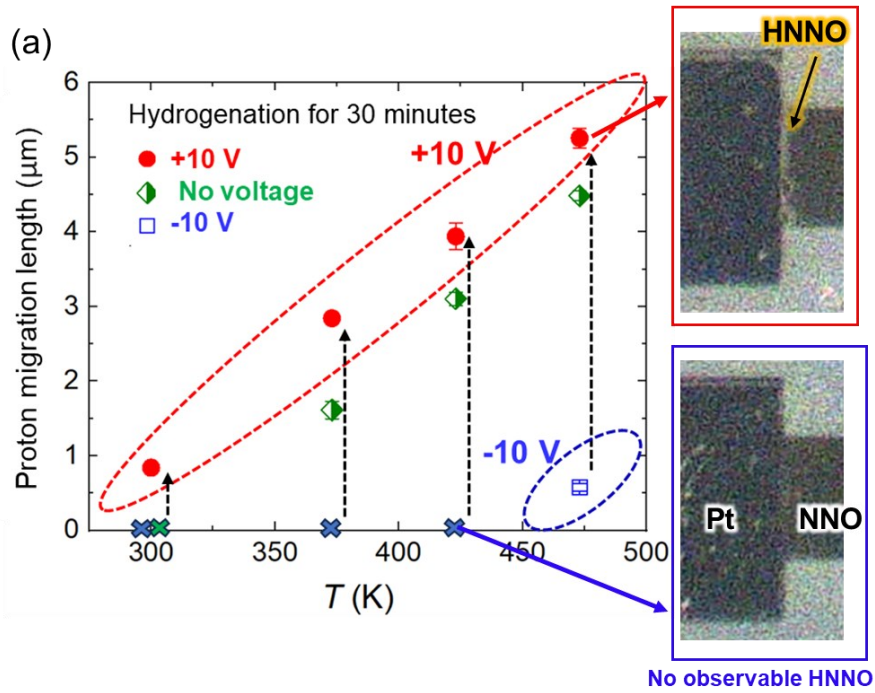 (a)
HNNO
6
5
4
3
2
1
0
Proton migration length (μm)
Hydrogenation for 30 minutes
+10 V
No voltage
-10 V
+10 V
-10 V
300
350
400
450
500
T (K)
Pt
NNO
No observable HNNO